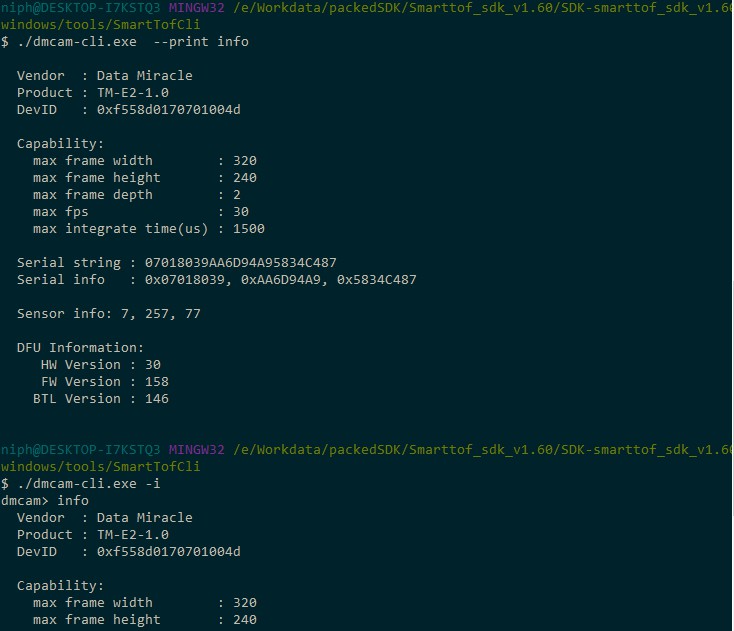 niph@DESKTOP-I7KSTQ3 MINGW32 /e/Workdata/packedSDK/Smarttof_sdk_v1.60/SDK-smarttof_sdk_v1.60
windows/tools/SmartTofCli
$ ./dmcam-cli.exe  --print info
Vendor  : Data Miracle
Product : TM-E2-1.0
DevID   : 0xf558d0170701004d
Capability:
max frame width        : 320
max frame height       : 240
max frame depth        : 2
max fps                : 30
max integrate time(us) : 1500
Serial string : 07018039AA6D94A95834C487
Serial info   : 0x07018039, 0xAA6D94A9, 0x5834C487
Sensor info: 7, 257, 77
DFU Information:
HW Version : 30
FW Version : 158
BTL Version : 146
niph@DESKTOP-I7KSTQ3 MINGW32 /e/Workdata/packedSDK/Smarttof_sdk_v1.60/SDK-smarttof_sdk_v1.60
windows/tools/SmartTofCli
$ ./dmcam-cli.exe -i
dmcam> info
Vendor  : Data Miracle
Product : TM-E2-1.0
DevID   : 0xf558d0170701004d
Capability:
max frame width        : 320
max frame height       : 240